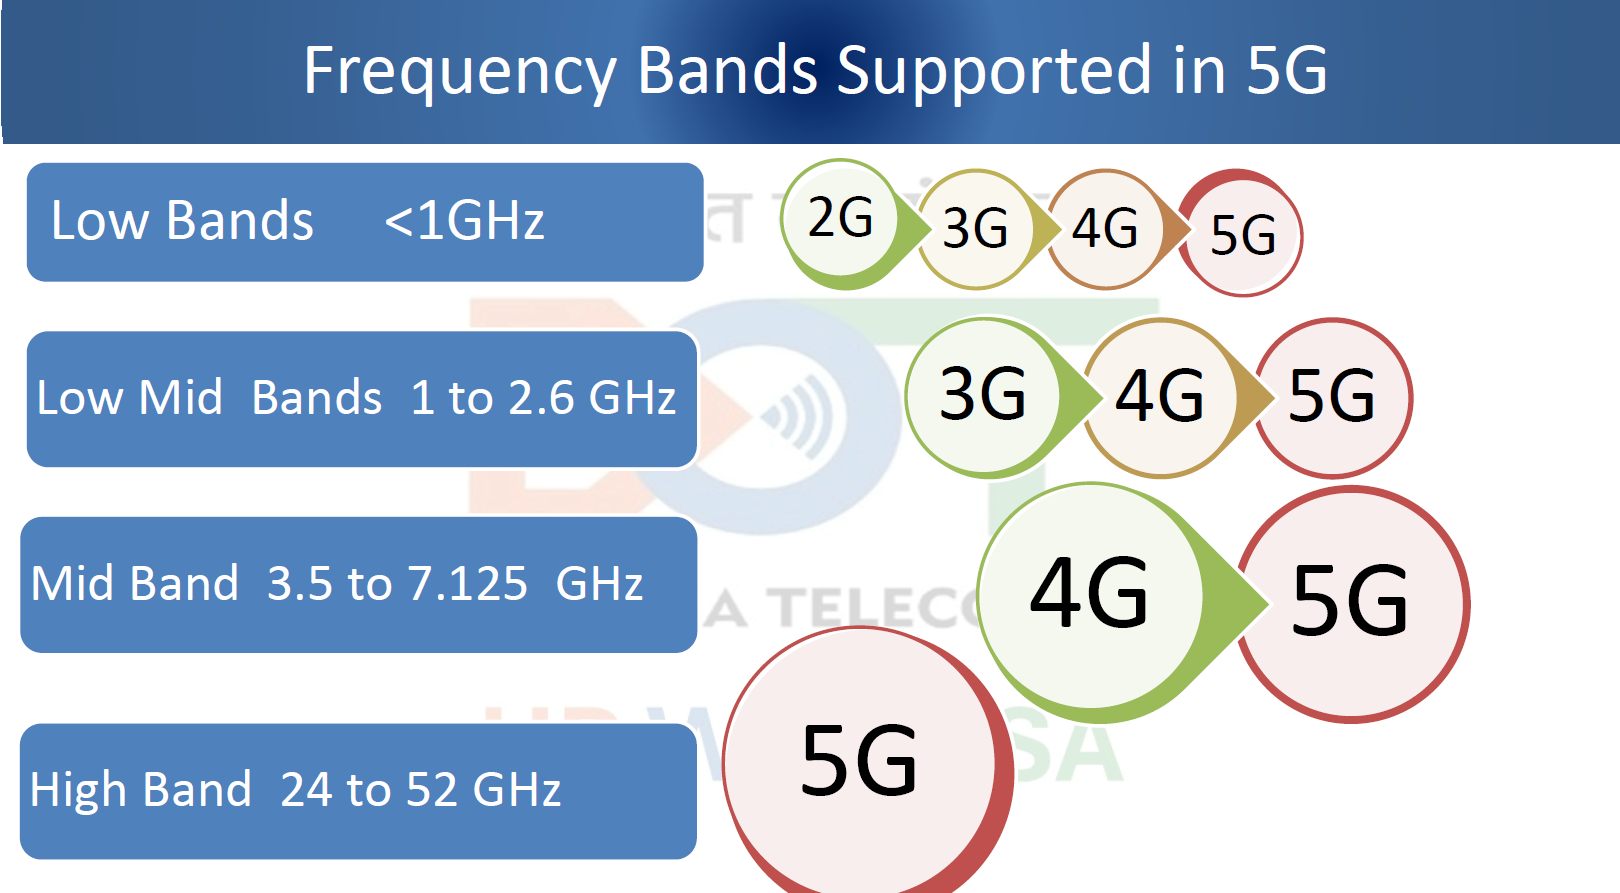 Frequency Bands Supported in 5G
Low Bands <1GHz
2G 3G 4G 5G
Low Mid Bands 1 to 2.6 GHz
3G 4G 5G
Mid Band 3.5 to 7.125 GHz
4G 5G
A TELEC
High Band 24 to 52 GHz
5G
SA